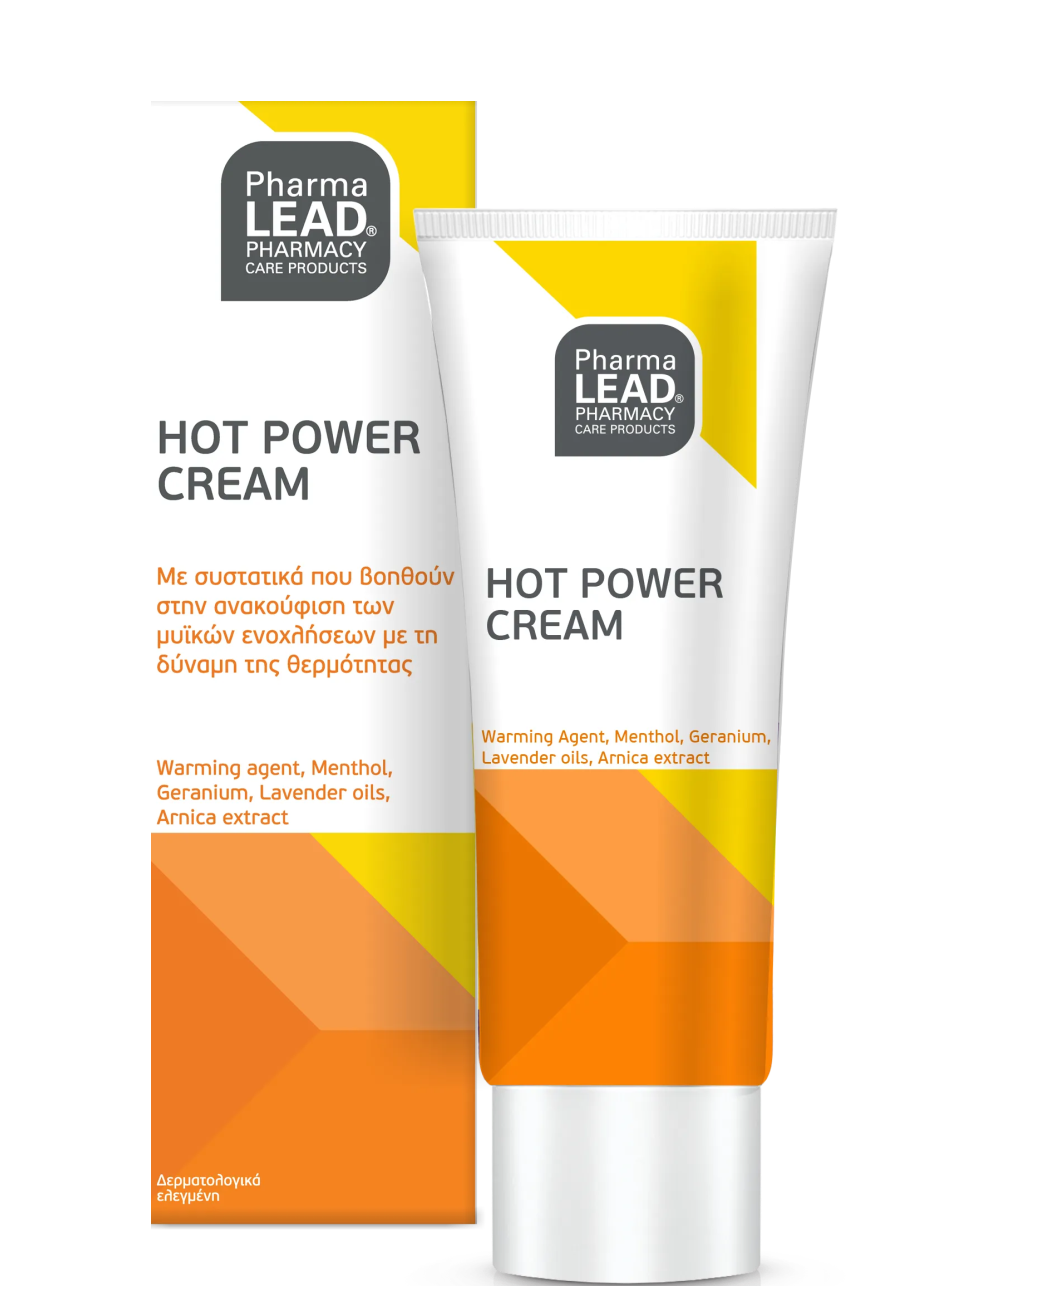 Pharma
LEAD®
PHARMACY
CARE PRODUCTS
HOT POWER
CREAM
Με συστατικά που βοηθούν
στην ανακούφιση των
μυϊκών ενοχλήσεων με τη
δύναμη της θερμότητας
Warming agent, Menthol,
Geranium, Lavender oils,
Arnica extract
Δερματολογικά
ελεγμένη
Pharma
LEAD®
PHARMACY
CARE PRODUCTS
HOT POWER
CREAM
Warming Agent, Menthol, Geranium,
Lavender oils, Arnica extract